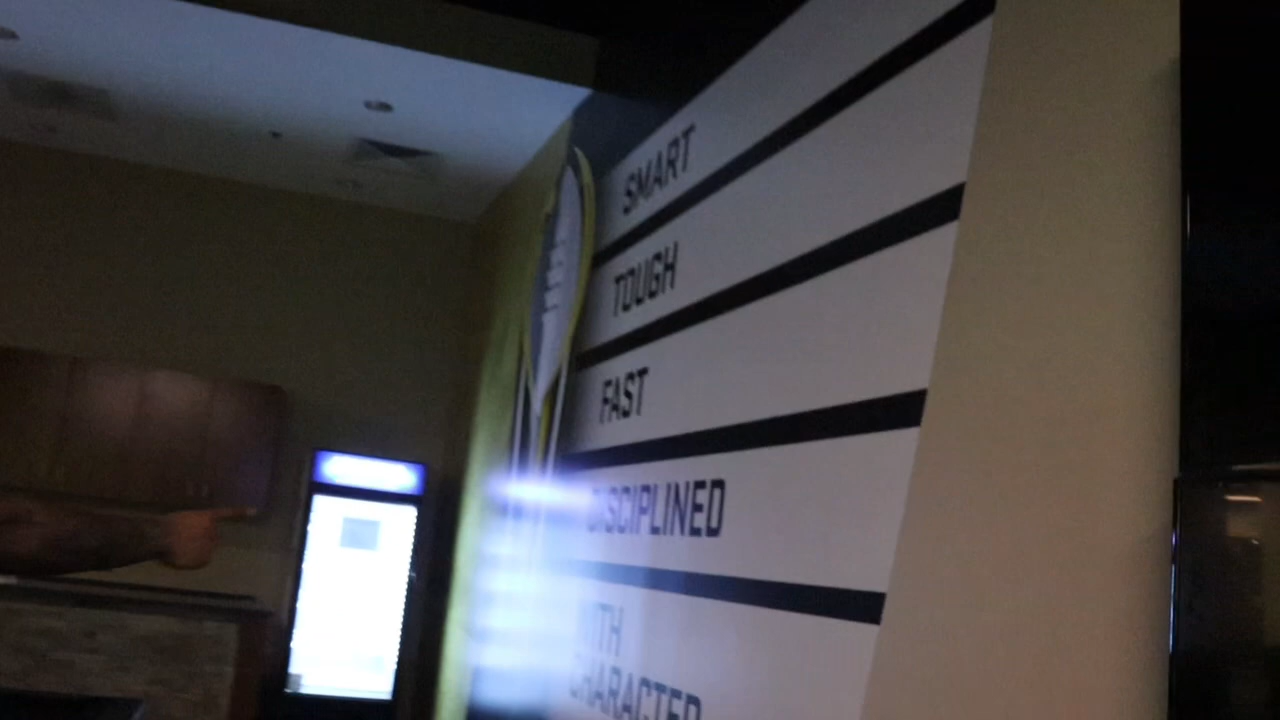 SMART
TOUGH
FAST
DISCIPLINED
WITH
CHARACTER